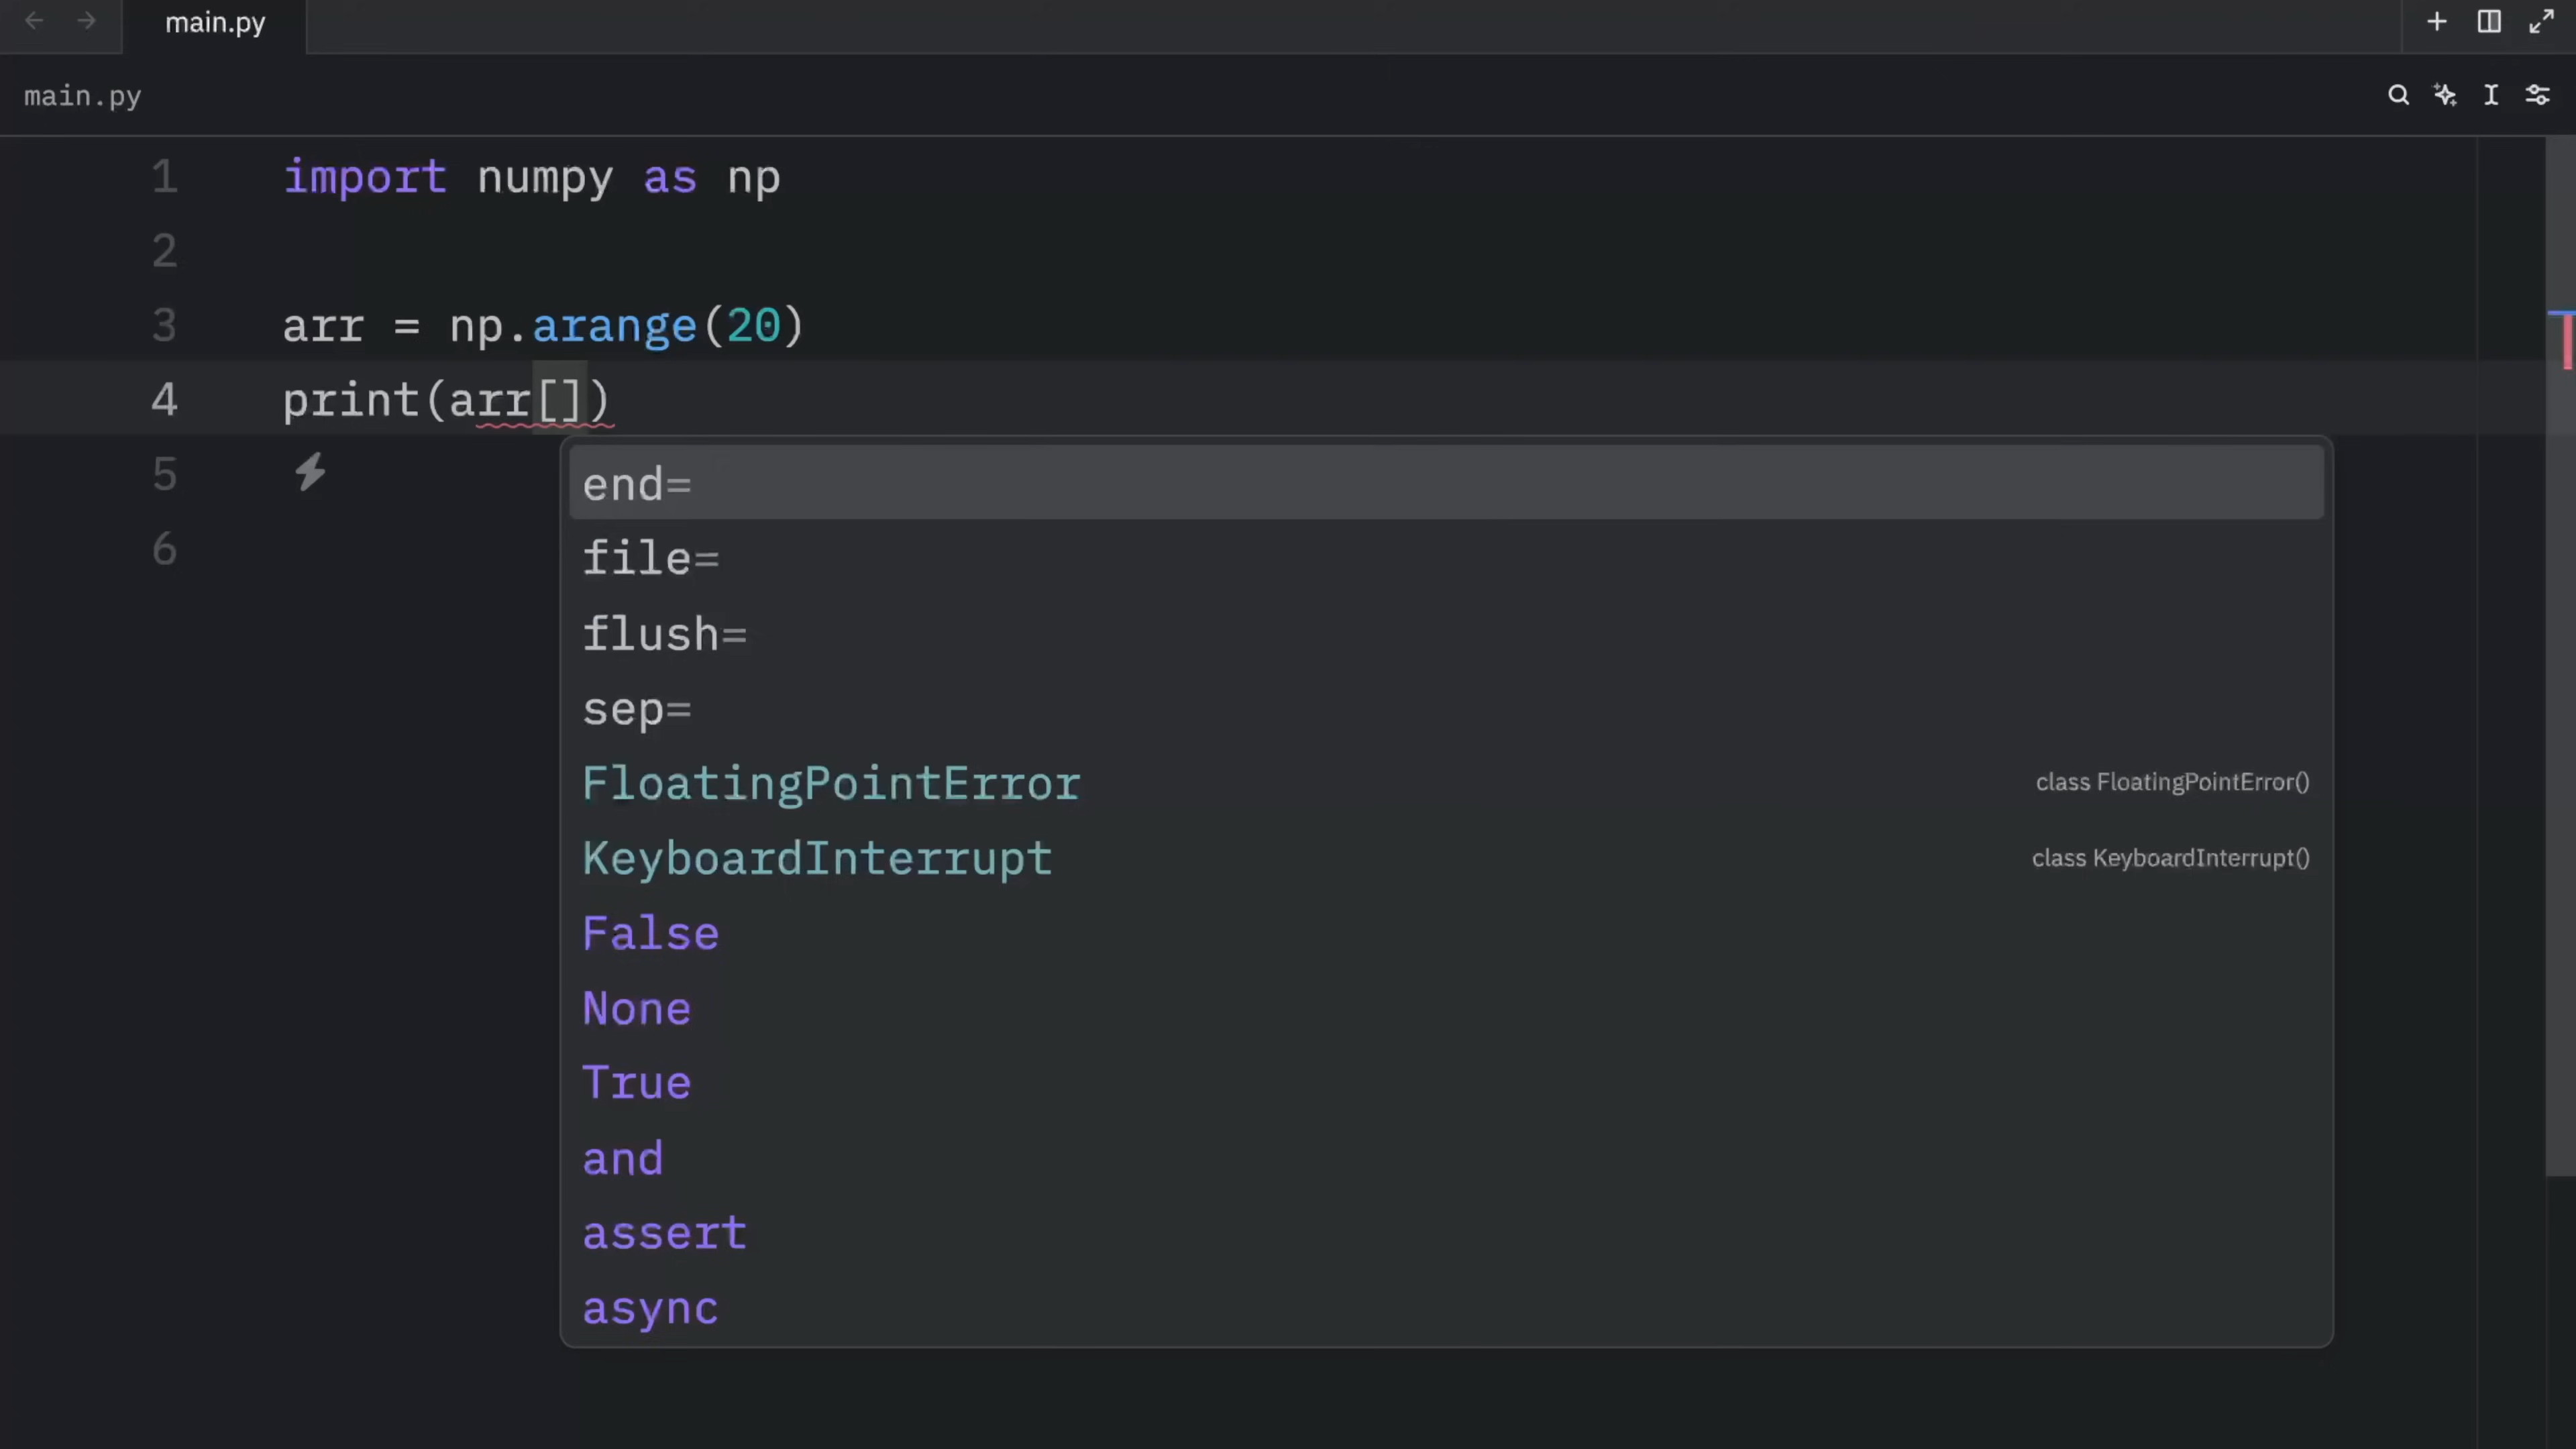 main.py
main.py
1 import numpy as np
2
3 arr = np.arange(20)
4 print(arr[])
5
6
end=
file=
flush=
sep=
FloatingPointError class FloatingPointError()
KeyboardInterrupt class KeyboardInterrupt()
False
None
True
and
assert
async